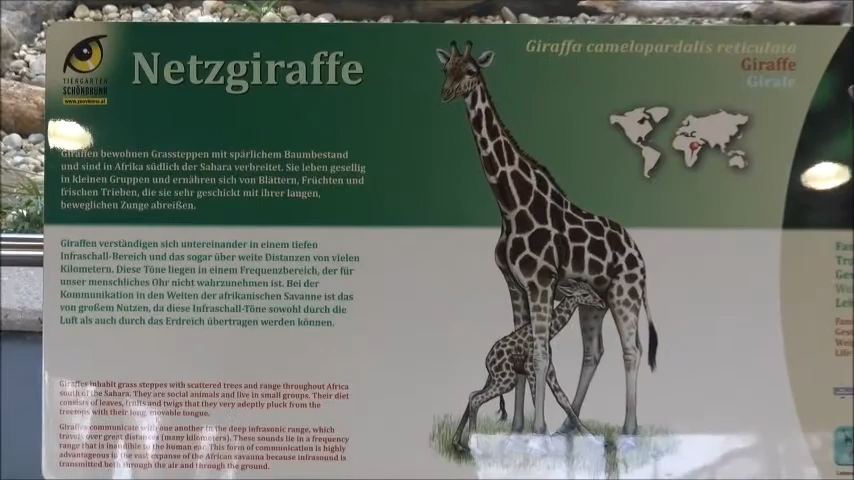 TIERGARTEN
SCHÖNBRUNN
www.zoovienna.at
Netzgiraffe
Giraffa camelopardalis reticulata
Giraffe
Girafe
Giraffen bewohnen Grassteppen mit spärlichem Baumbestand
und sind in Afrika südlich der Sahara verbreitet. Sie leben gesellig
in kleinen Gruppen und ernähren sich von Blättern, Früchten und
frischen Trieben, die sie sehr geschickt mit ihrer langen,
beweglichen Zunge abreißen.
Giraffen verständigen sich untereinander in einem tiefen
Infraschall-Bereich und das sogar über weite Distanzen von vielen
Kilometern. Diese Töne liegen in einem Frequenzbereich, der für
unser menschliches Ohr nicht wahrzunehmen ist. Bei der
Kommunikation in den Weiten der afrikanischen Savanne ist das
von großem Nutzen, da diese Infraschall-Töne sowohl durch die
Luft als auch durch das Erdreich übertragen werden können.
Giraffes inhabit grass steppes with scattered trees and range throughout Africa
south of the Sahara. They are social animals and live in small groups. Their diet
consists of leaves, fruits and twigs that they very adeptly pluck from the
treetops with their long, movable tongue.
Giraffes communicate with one another in the deep infrasonic range, which
travels over great distances (many kilometers). These sounds lie in a frequency
range that is inaudible to the human ear. This form of communication is highly
advantageous in the vast expanse of the African savanna because infrasound is
transmitted both through the air and through the ground.